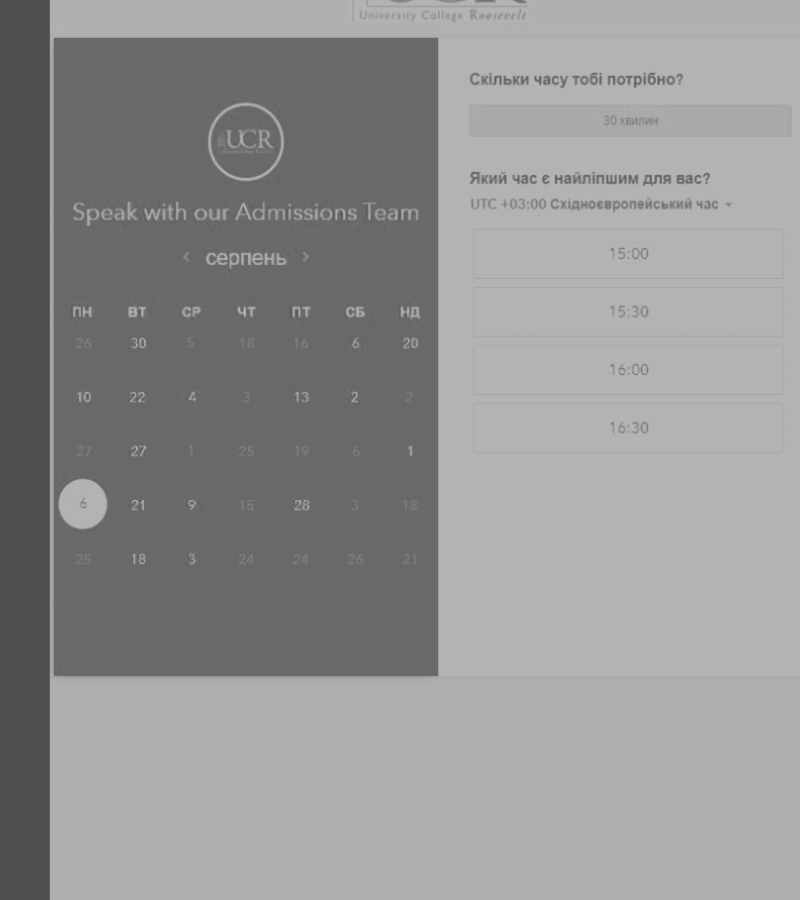 University College Roosevelt
UCR
Speak with our Admissions Team
‹ серпень ›
ПН ВТ СР ЧТ ПТ СБ НД
26 30 5 18 16 6 20
10 22 4 3 13 2 2
27 27 1 25 19 6 1
6 21 9 15 28 3 18
25 18 3 24 24 26 21
Скільки часу тобі потрібно?
30 хвилин
Який час є найліпшим для вас?
UTC +03:00 Східноєвропейський час
15:00
15:30
16:00
16:30